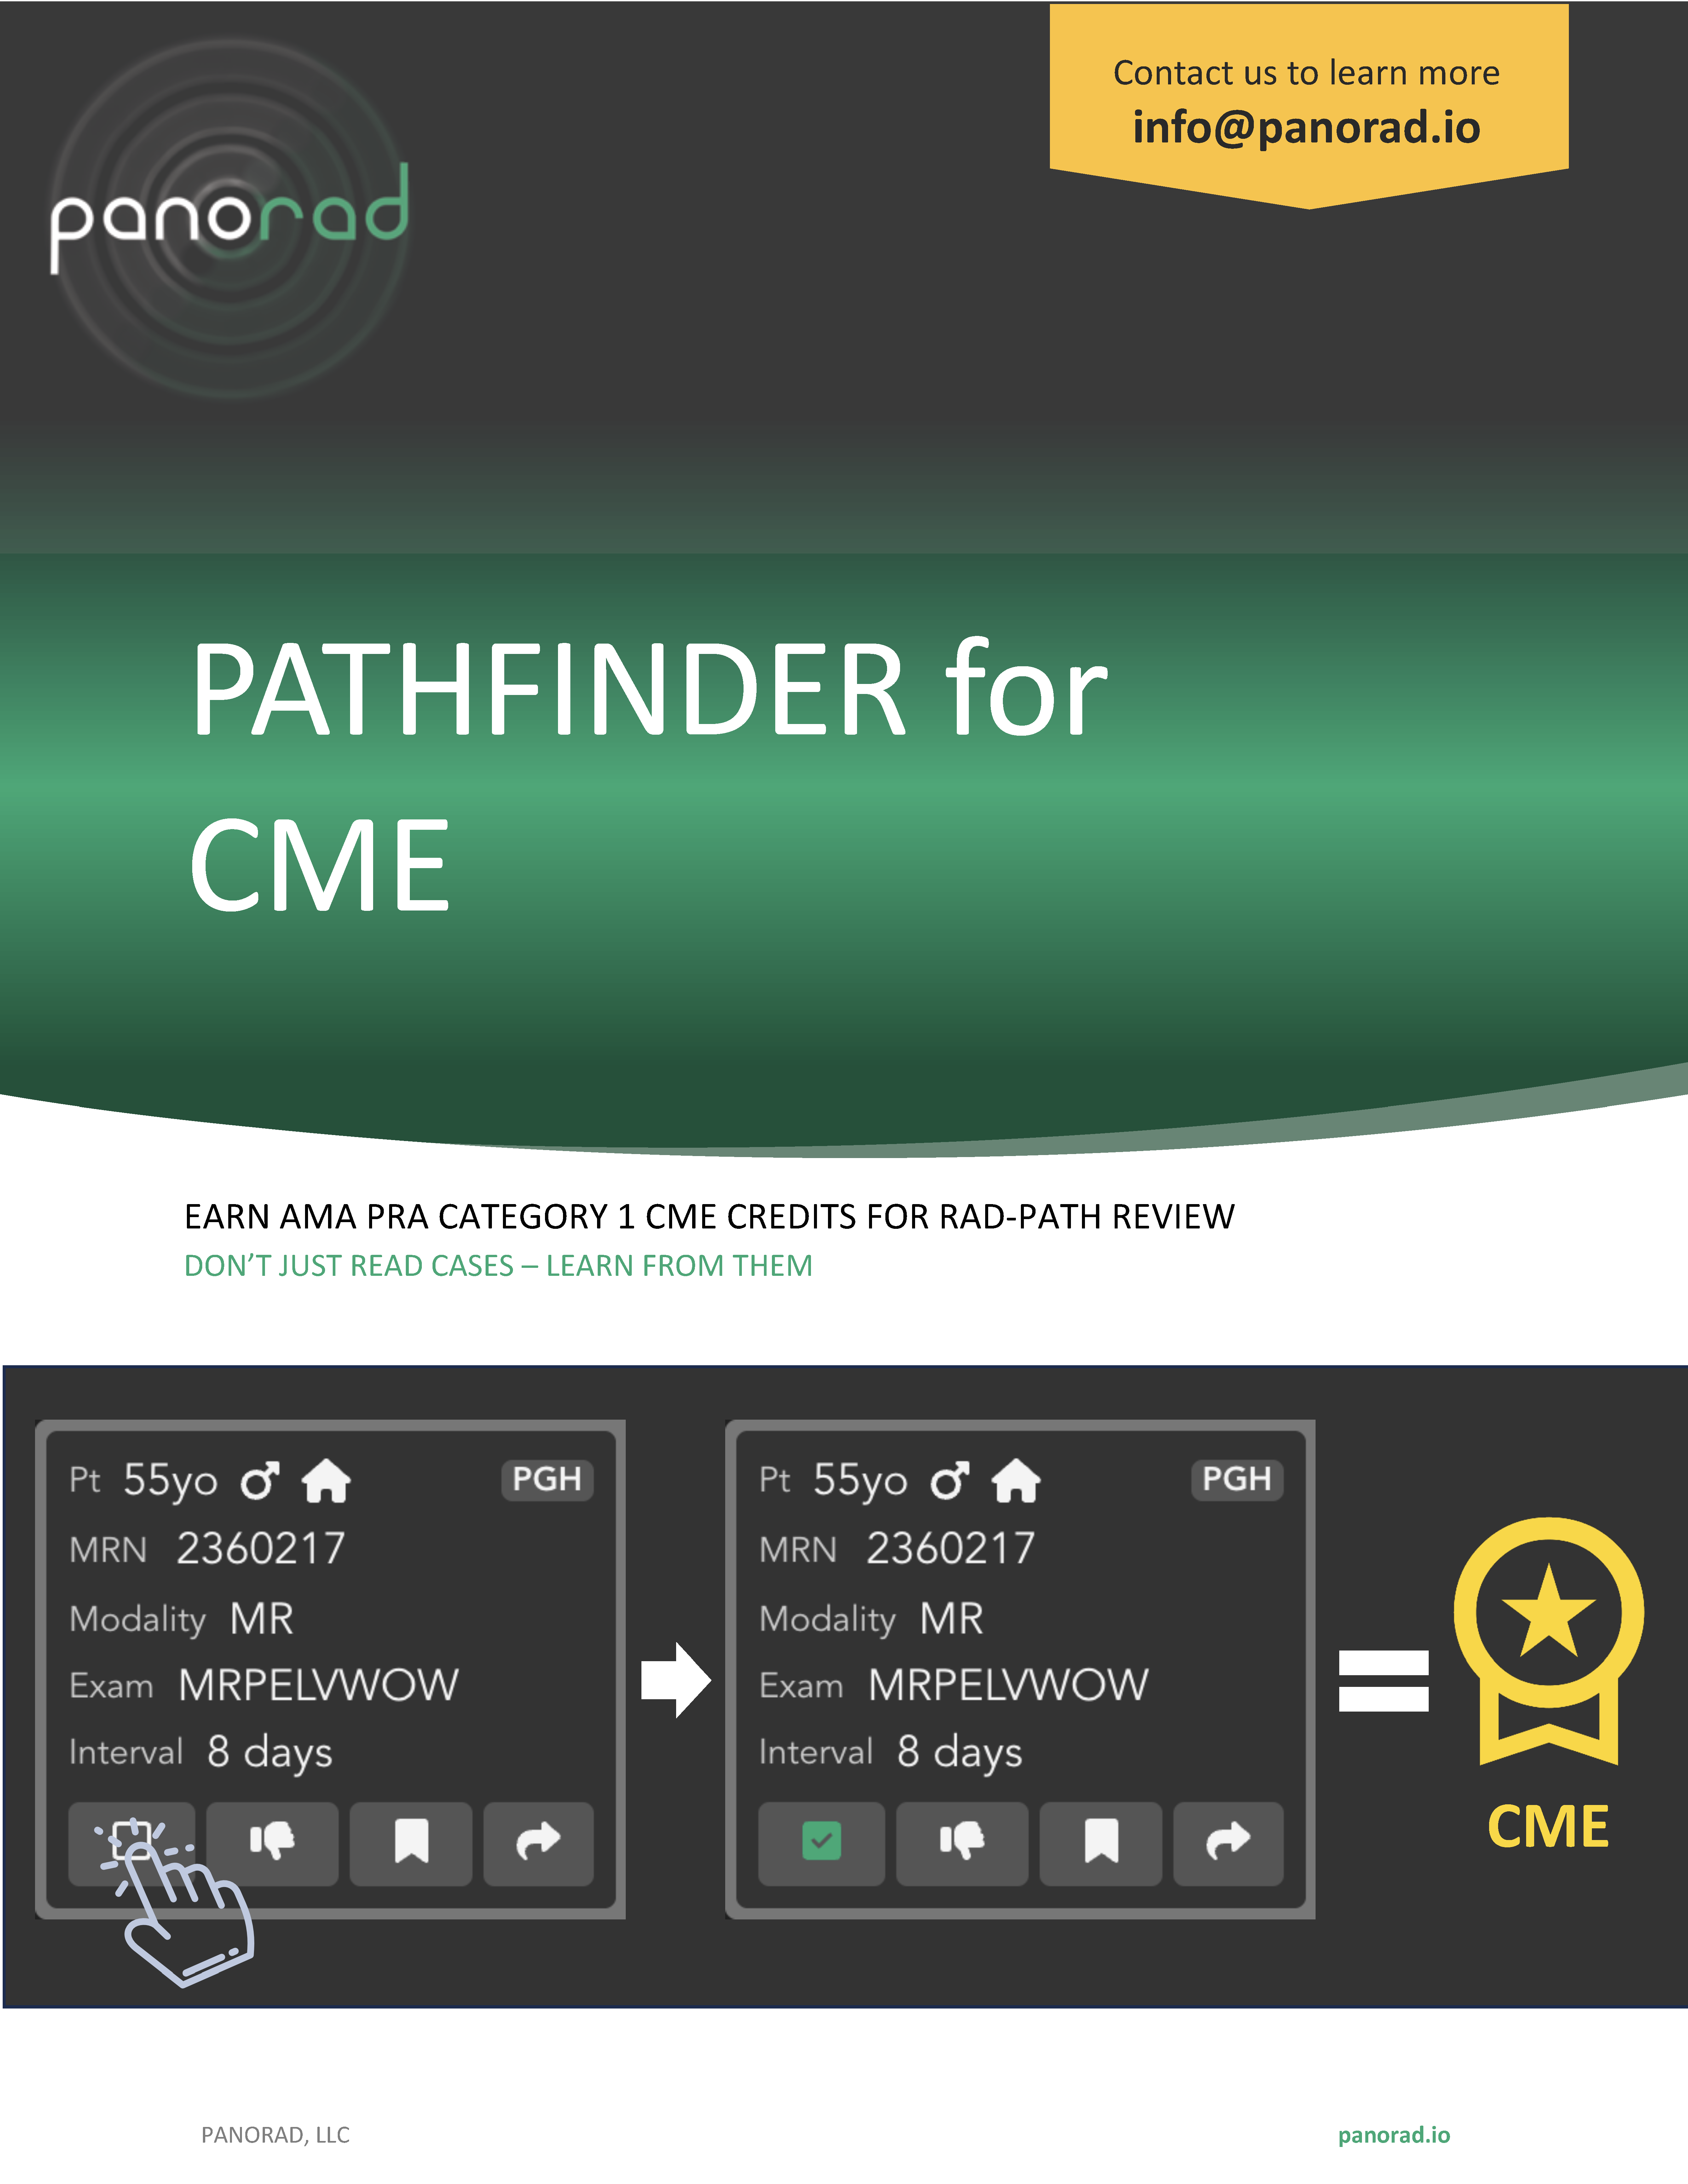 Contact us to learn more
info@panorad.io
panorad
PATHFINDER for
CME
EARN AMA PRA CATEGORY 1 CME CREDITS FOR RAD-PATH REVIEW
DON'T JUST READ CASES – LEARN FROM THEM
Pt 55yo PGH
MRN 2360217
Modality MR
Exam MRPELVWOW
Interval 8 days
Pt 55yo PGH
MRN 2360217
Modality MR
Exam MRPELVWOW
Interval 8 days
CME
PANORAD, LLC
panorad.io